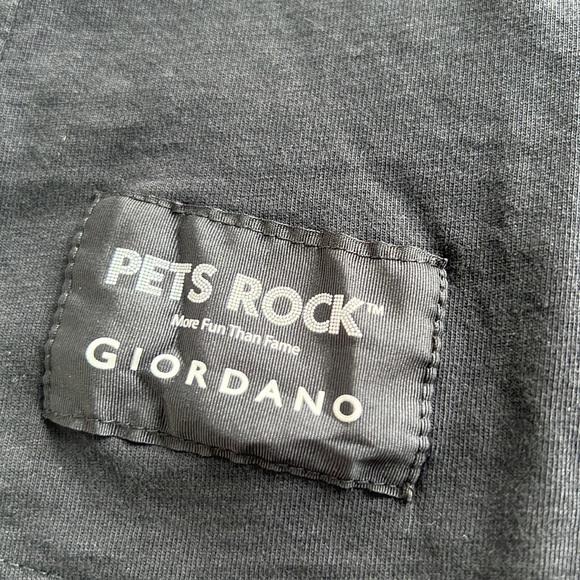 PETS ROCK™
More Fun Than Fame
GIORDANO